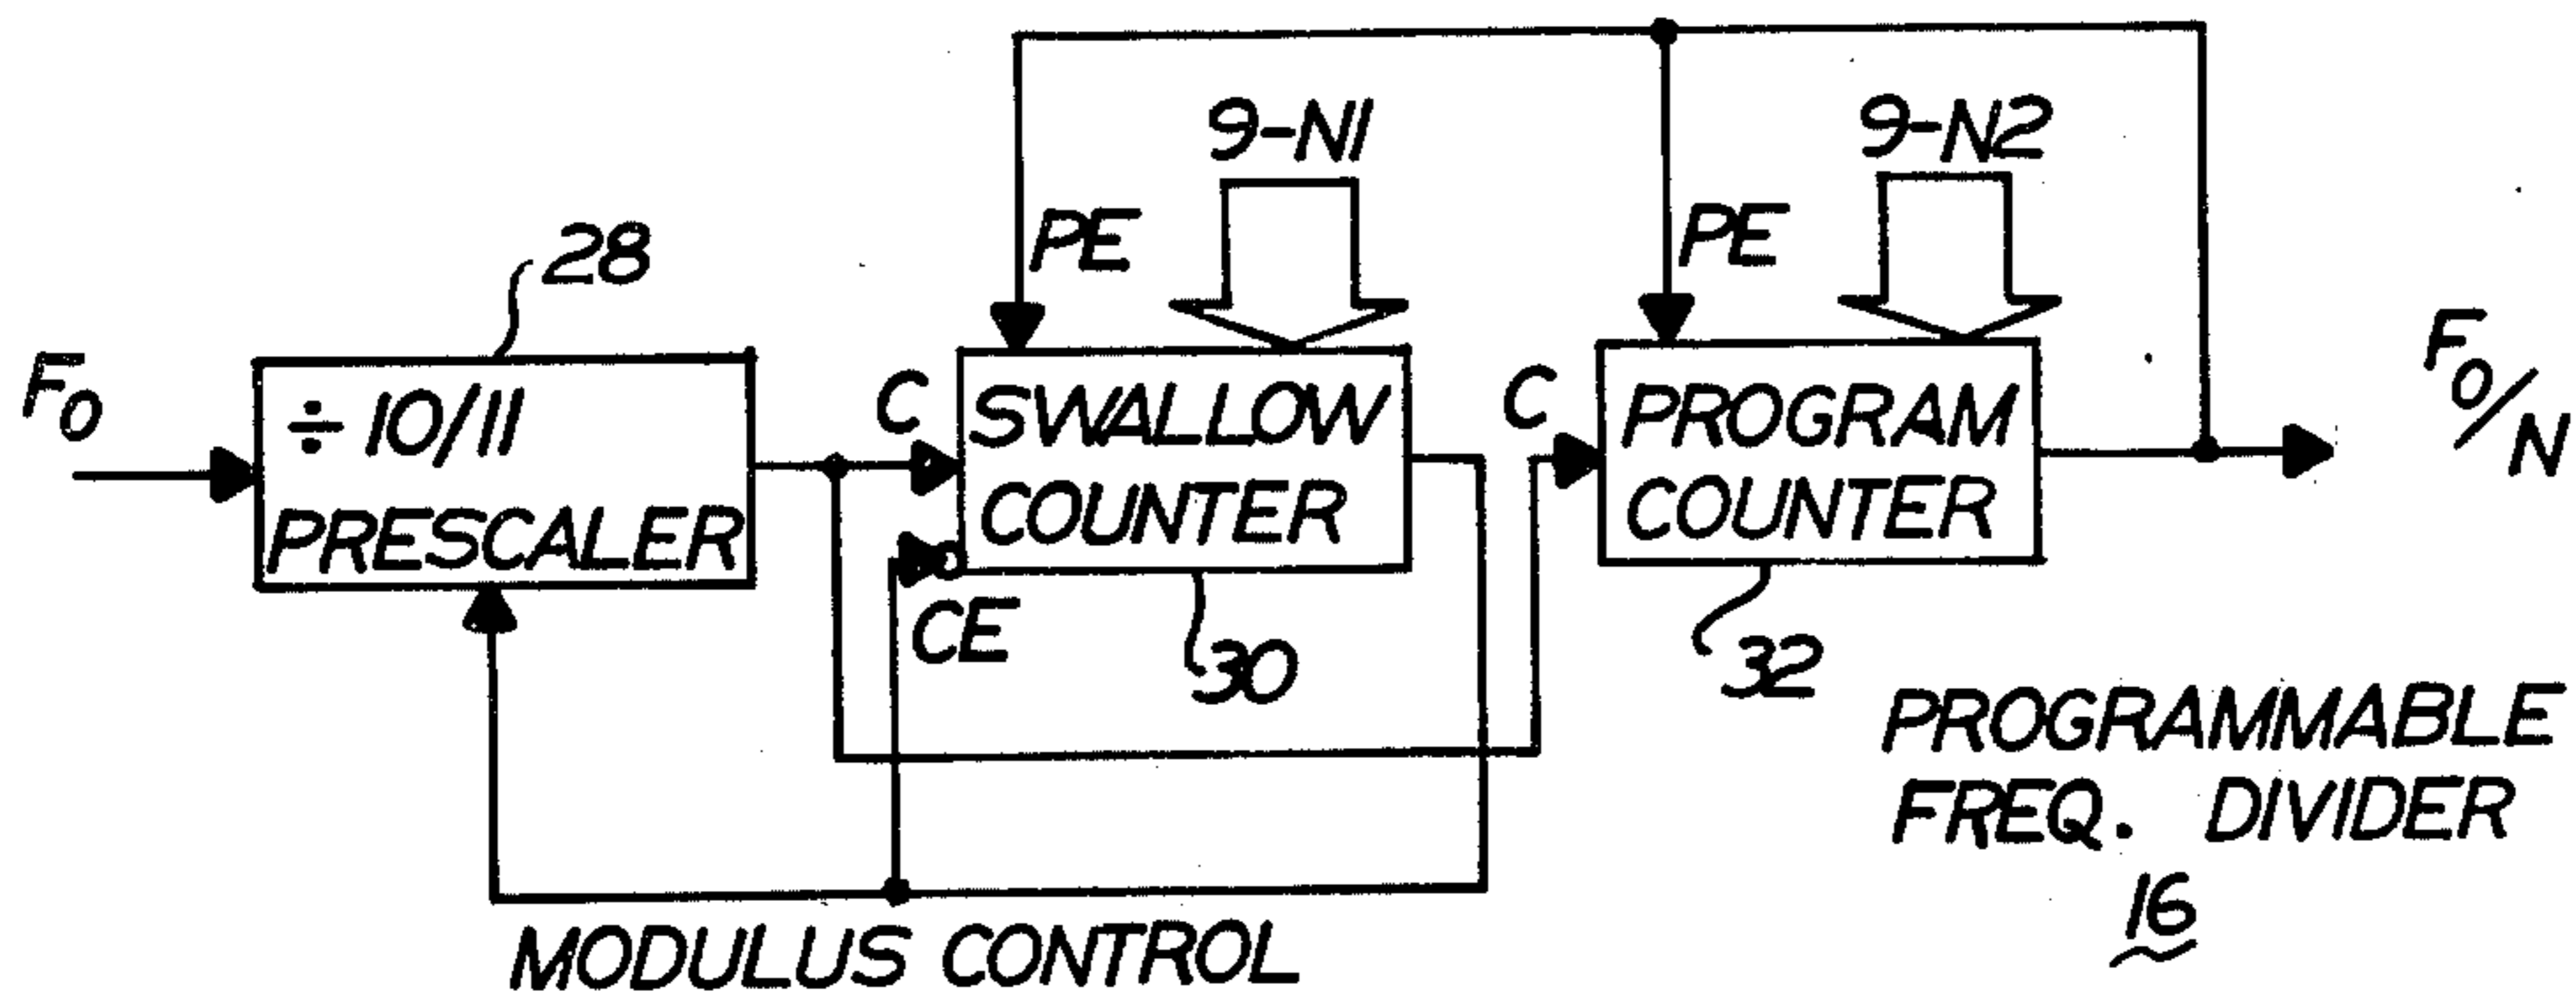 9-N1
9-N2
PE
PE
28
F0
÷ 10/11
PRESCALER
C
SWALLOW
COUNTER
CE
30
C
PROGRAM
COUNTER
32
F0/N
PROGRAMMABLE
FREQ. DIVIDER
16
MODULUS CONTROL